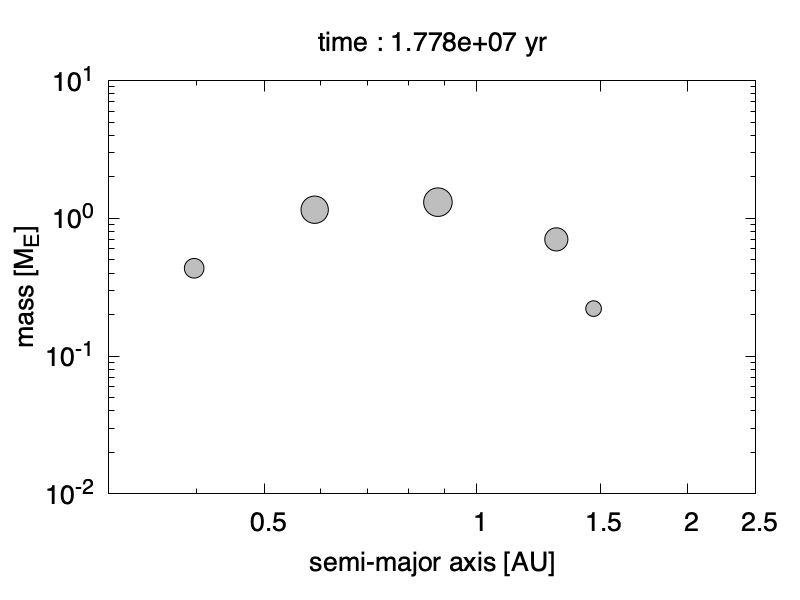 time : 1.778e+07 yr
10¹
10⁰
10⁻¹
10⁻²
mass [M_E]
0.5 1 1.5 2 2.5
semi-major axis [AU]